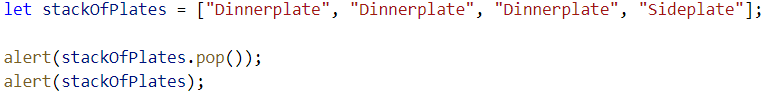 let stackOfPlates = ["Dinnerplate", "Dinnerplate", "Dinnerplate", "Sideplate"];
alert(stackOfPlates.pop());
alert(stackOfPlates);